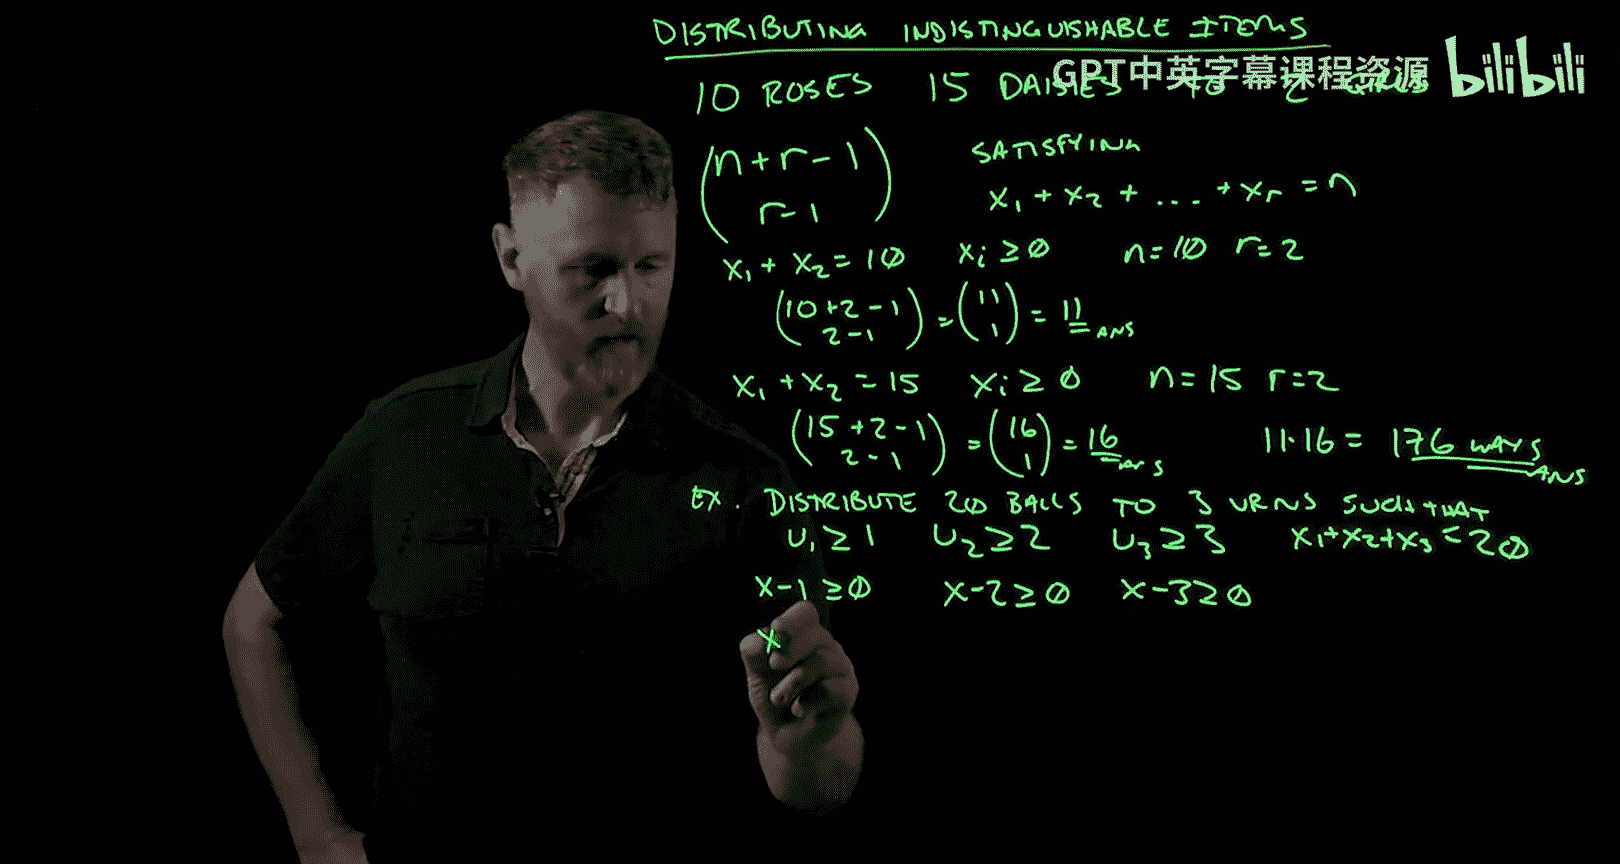 DISTRIBUTING INDISTINGUISHABLE ITEMS
GPT中英字幕课程资源 bilibili
10 ROSES 15 DAISIES TO 2 GIRLS
(n+r-1
r-1) SATISFYING
x₁ + x₂ + ... + xᵣ = n
x₁ + x₂ = 10 xᵢ ≥ 0 n=10 r=2
(10+2-1
2-1) = (11
1) = 11 ANS
x₁ + x₂ = 15 xᵢ ≥ 0 n=15 r=2
(15+2-1
2-1) = (16
1) = 16 ans 11·16 = 176 WAYS ANS
EX. DISTRIBUTE 20 BALLS TO 3 URNS SUCH THAT
U₁ ≥ 1 U₂ ≥ 2 U₃ ≥ 3 x₁+x₂+x₃ = 20
x-1 ≥ 0 x-2 ≥ 0 x-3 ≥ 0
x